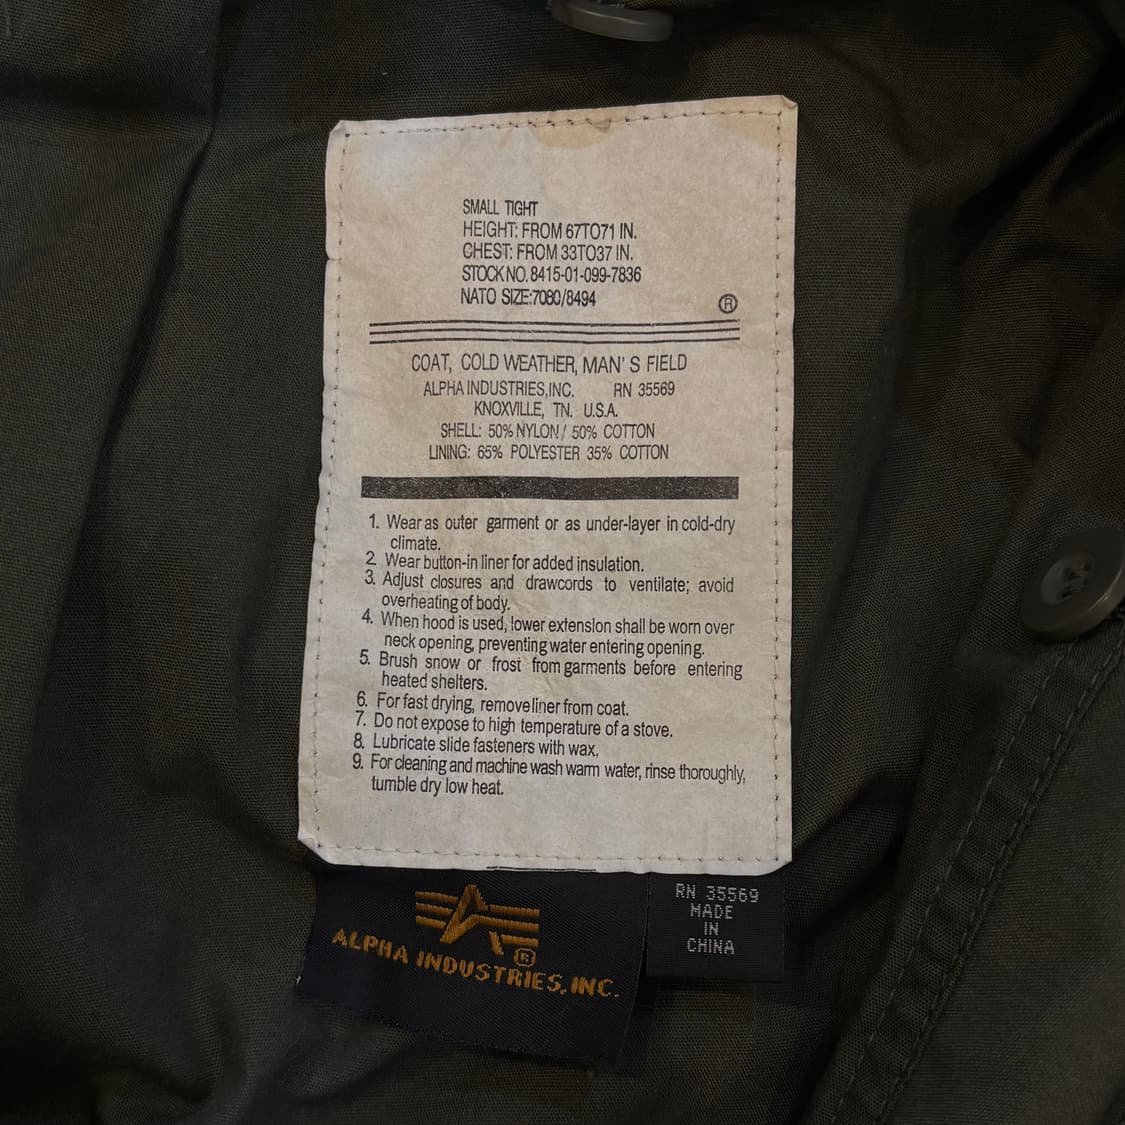 SMALL TIGHT
HEIGHT: FROM 67TO71 IN.
CHEST: FROM 33TO37 IN.
STOCK NO. 8415-01-099-7836
NATO SIZE:7080/8494
®
COAT, COLD WEATHER, MAN' S FIELD
ALPHA INDUSTRIES,INC. RN 35569
KNOXVILLE, TN. U.S.A.
SHELL: 50% NYLON / 50% COTTON
LINING: 65% POLYESTER 35% COTTON
1. Wear as outer garment or as under-layer in cold-dry
climate.
2. Wear button-in liner for added insulation.
3. Adjust closures and drawcords to ventilate; avoid
overheating of body.
4. When hood is used, lower extension shall be worn over
neck opening, preventing water entering opening.
5. Brush snow or frost from garments before entering
heated shelters.
6. For fast drying, remove liner from coat.
7. Do not expose to high temperature of a stove.
8. Lubricate slide fasteners with wax.
9. For cleaning and machine wash warm water, rinse thoroughly,
tumble dry low heat.
®
ALPHA INDUSTRIES, INC.
RN 35569
MADE
IN
CHINA